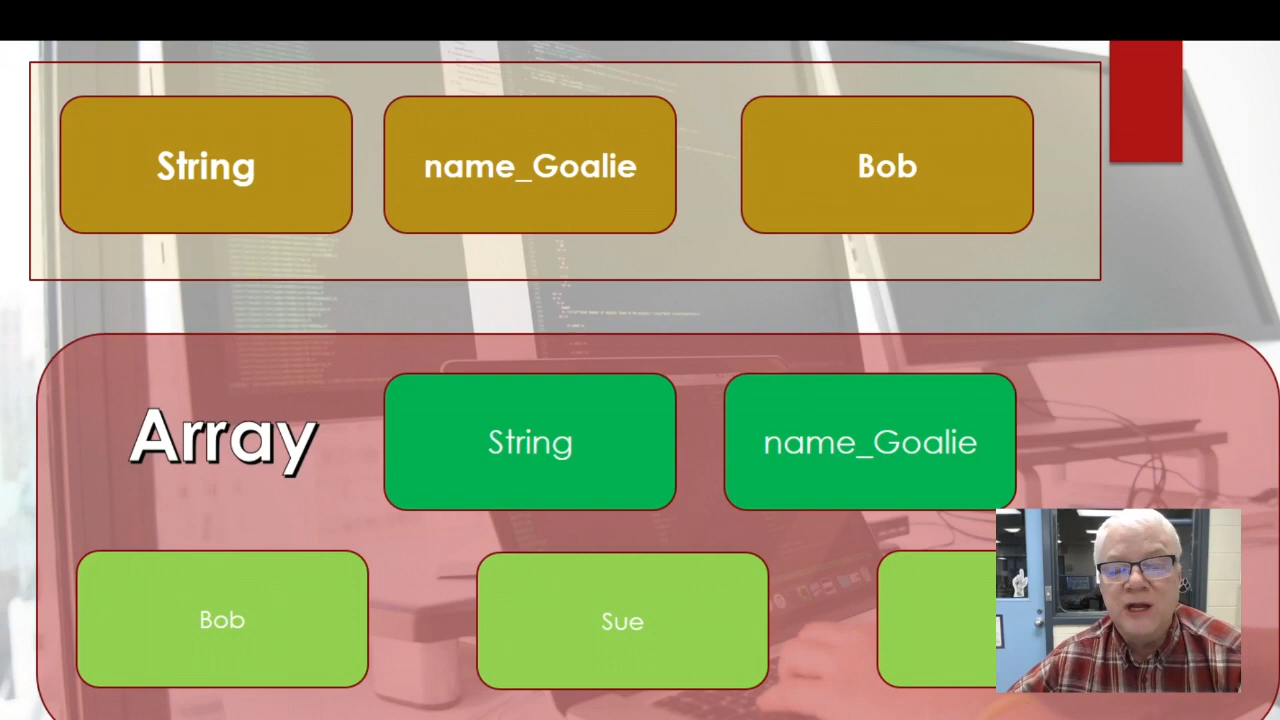 String
name_Goalie
Bob
Array
String
name_Goalie
Bob
Sue